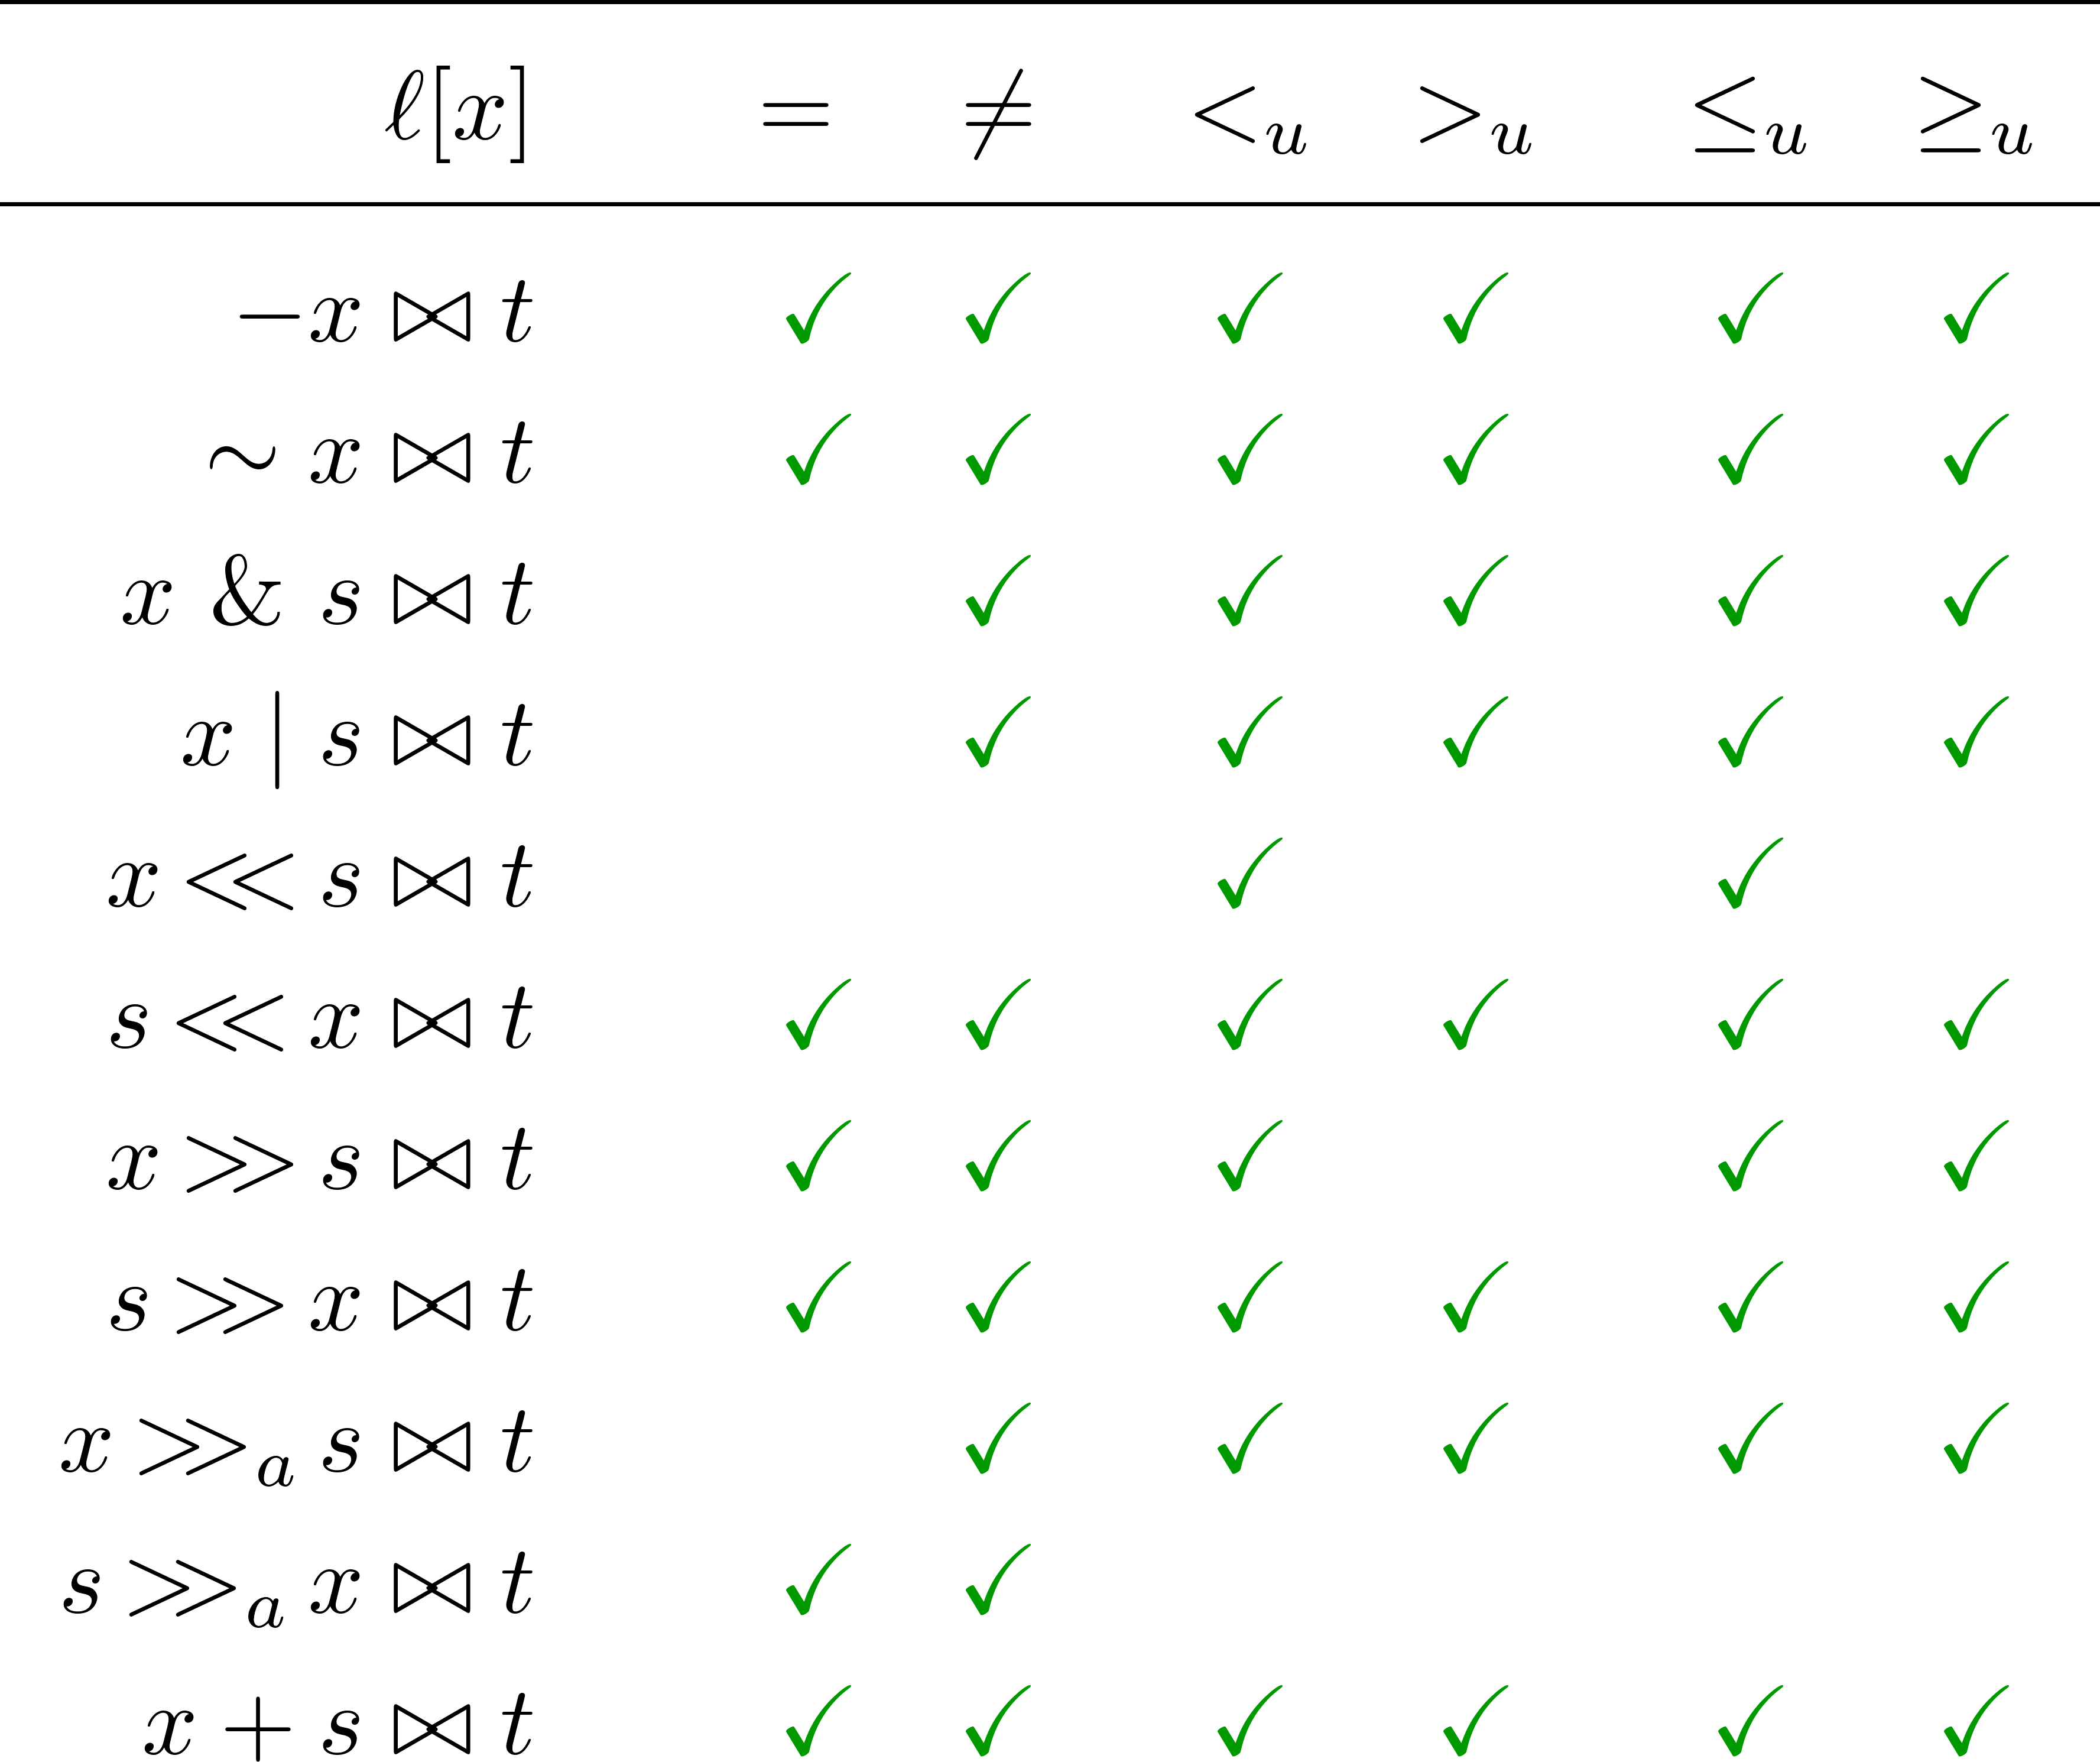 ℓ[x] = ≠ <ᵤ >ᵤ ≤ᵤ ≥ᵤ
−x ⋈ t ✓ ✓ ✓ ✓ ✓ ✓
∼ x ⋈ t ✓ ✓ ✓ ✓ ✓ ✓
x & s ⋈ t ✓ ✓ ✓ ✓ ✓
x | s ⋈ t ✓ ✓ ✓ ✓ ✓
x ≪ s ⋈ t ✓ ✓
s ≪ x ⋈ t ✓ ✓ ✓ ✓ ✓ ✓
x ≫ s ⋈ t ✓ ✓ ✓ ✓ ✓
s ≫ x ⋈ t ✓ ✓ ✓ ✓ ✓ ✓
x ≫ₐ s ⋈ t ✓ ✓ ✓ ✓ ✓
s ≫ₐ x ⋈ t ✓ ✓
x + s ⋈ t ✓ ✓ ✓ ✓ ✓ ✓